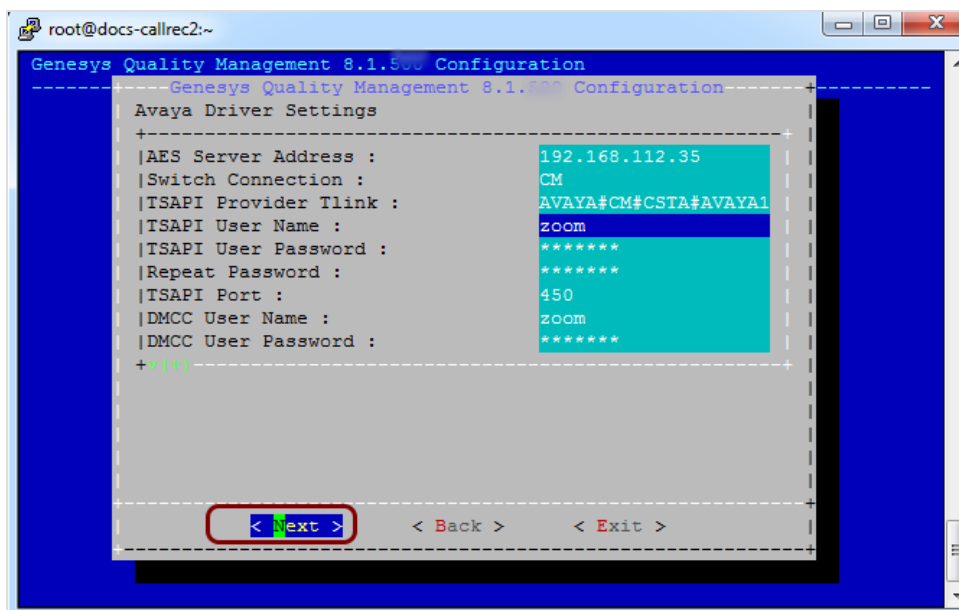 root@docs-callrec2:~
Genesys Quality Management 8.1. Configuration
Genesys Quality Management 8.1. Configuration
Avaya Driver Settings
AES Server Address : 192.168.112.35
Switch Connection : CM
TSAPI Provider Tlink : AVAYA#CM#CSTA#AVAYA1
TSAPI User Name : zoom
TSAPI User Password : *******
Repeat Password : *******
TSAPI Port : 450
DMCC User Name : zoom
DMCC User Password : *******
< Next > < Back > < Exit >